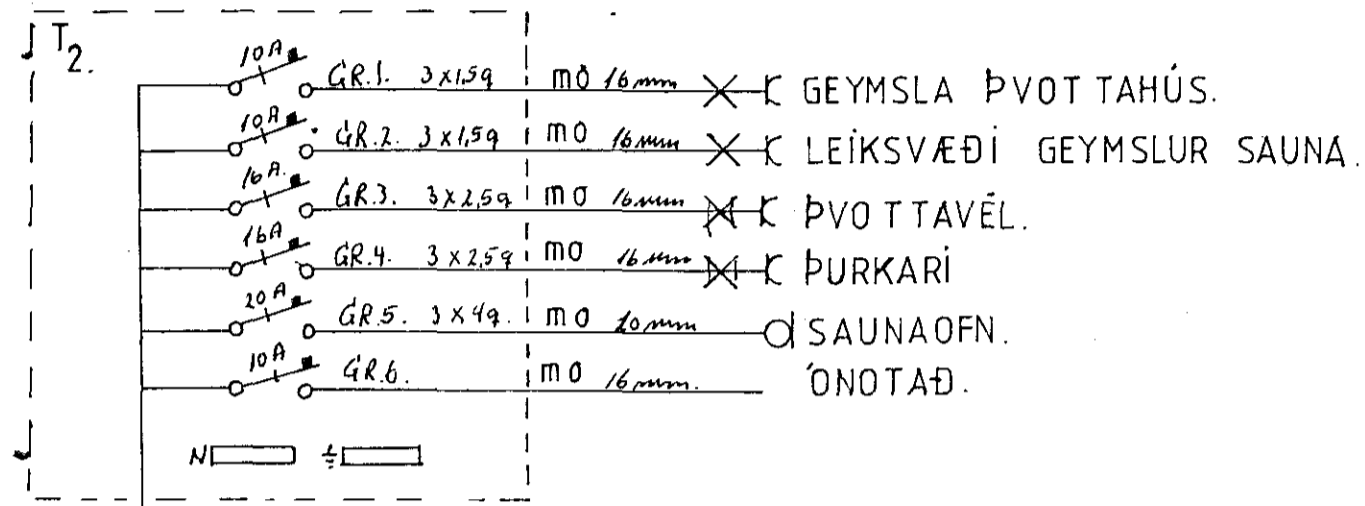 T2.
10A GR.1. 3x1,5q mO 16mm GEYMSLA ÞVOTTAHÚS.
10A GR.2. 3x1,5q mO 16mm LEIKSVÆÐI GEYMSLUR SAUNA.
16A. GR.3. 3x2,5q mO 16mm ÞVOTTAVÉL.
16A GR.4. 3x2,5q mO 16mm ÞURKARI
20A GR.5. 3x4q. mO 20mm SAUNAOFN.
10A GR.6. mO 16mm. ÓNOTAÐ.
N